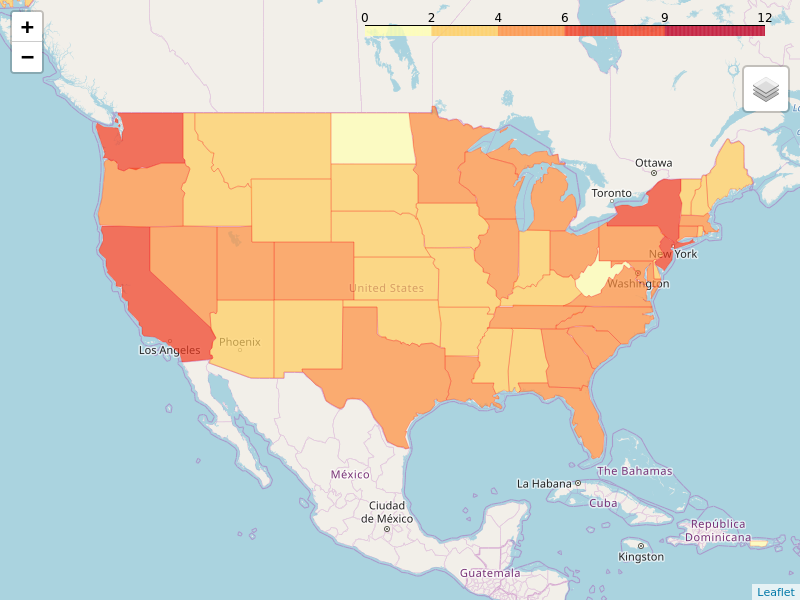 +
−
0 2 4 6 9 12
Ottawa
Toronto
New York
Washington
United States
Phoenix
Los Angeles
México
The Bahamas
La Habana
Cuba
Ciudad
de México
República
Dominicana
Kingston
Guatemala
Leaflet